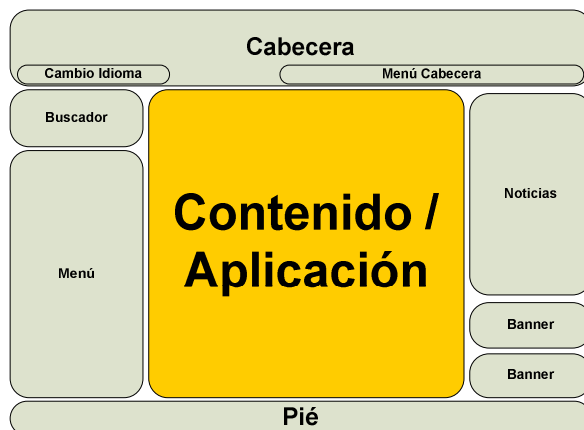 Cabecera
Cambio Idioma
Menú Cabecera
Buscador
Menú
Contenido /
Aplicación
Noticias
Banner
Banner
Pié